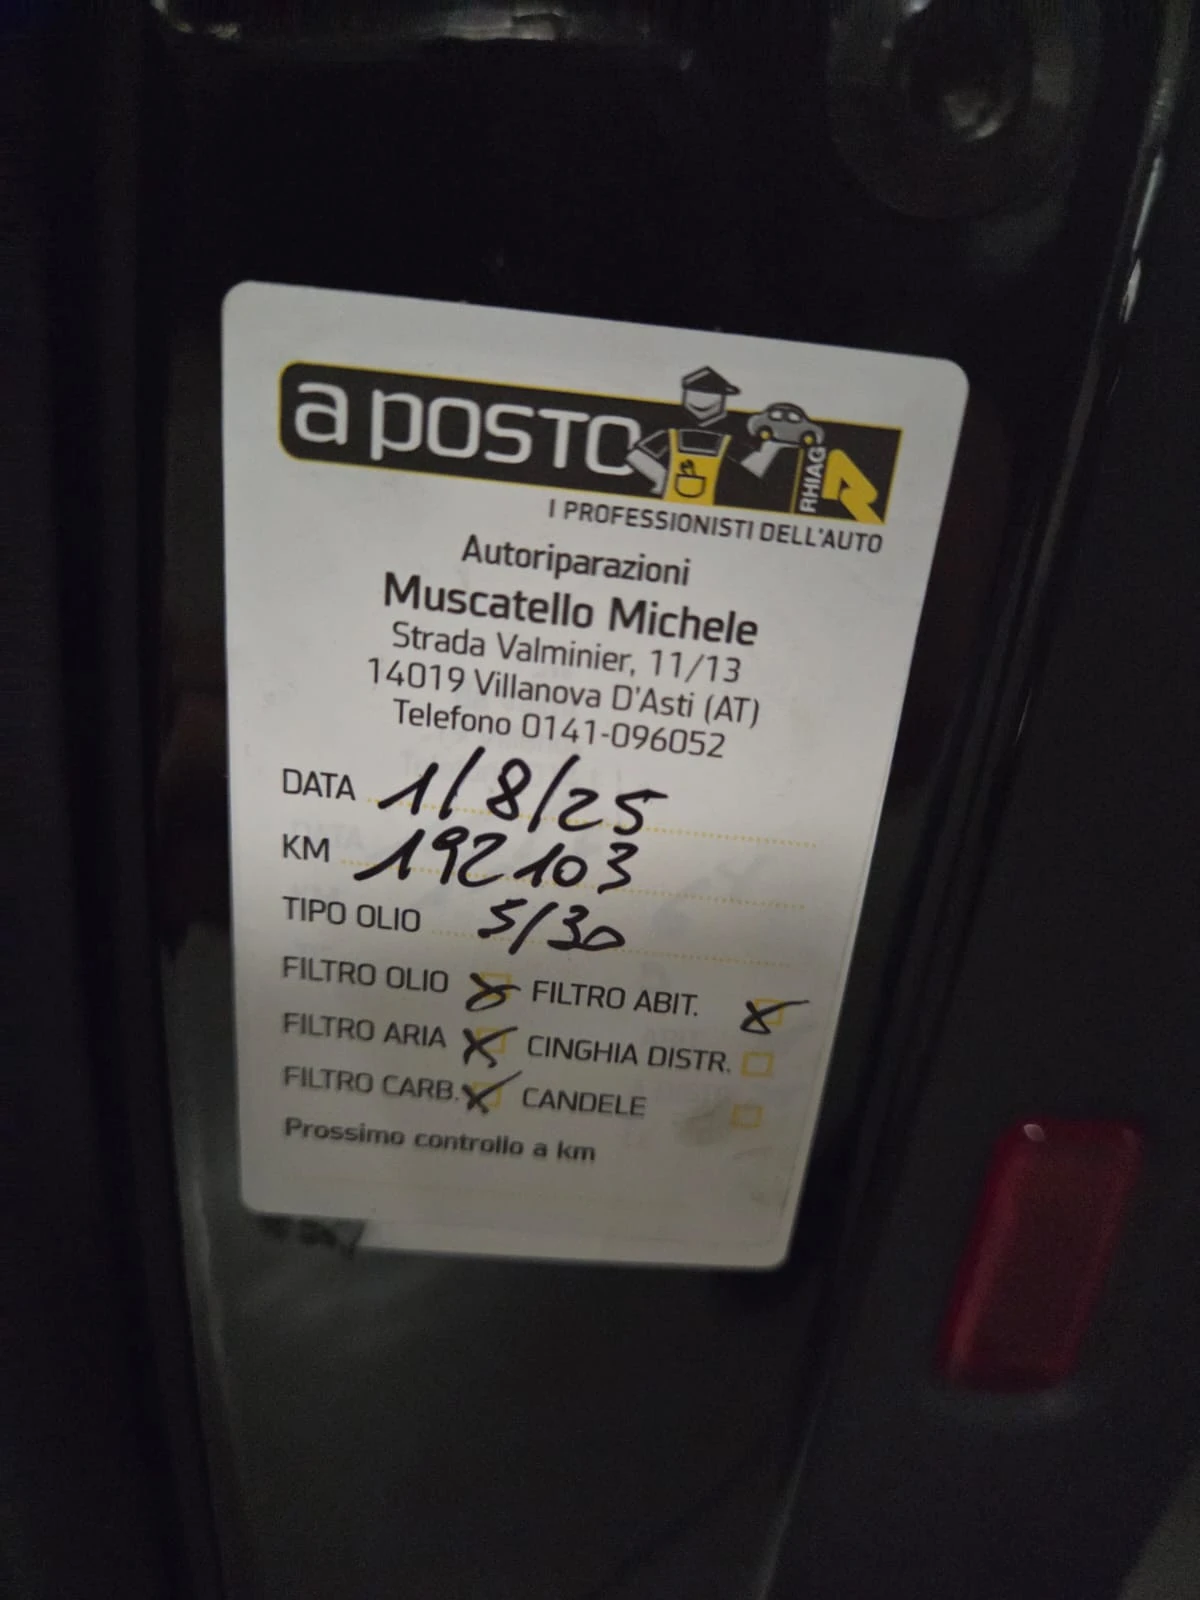 a posto
RHIAG
I PROFESSIONISTI DELL'AUTO
Autoriparazioni
Muscatello Michele
Strada Valminier, 11/13
14019 Villanova D'Asti (AT)
Telefono 0141-096052
DATA 1/8/25
KM 192103
TIPO OLIO 5/30
FILTRO OLIO X FILTRO ABIT. X
FILTRO ARIA X CINGHIA DISTR.
FILTRO CARB. X CANDELE
Prossimo controllo a km